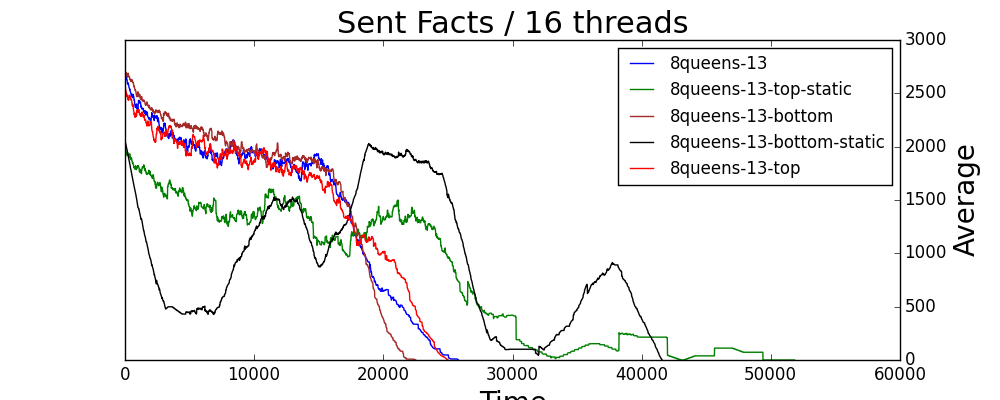 Sent Facts / 16 threads
8queens-13
8queens-13-top-static
8queens-13-bottom
8queens-13-bottom-static
8queens-13-top
3000
2500
2000
1500
1000
500
0
Average
0 10000 20000 30000 40000 50000 60000
Time